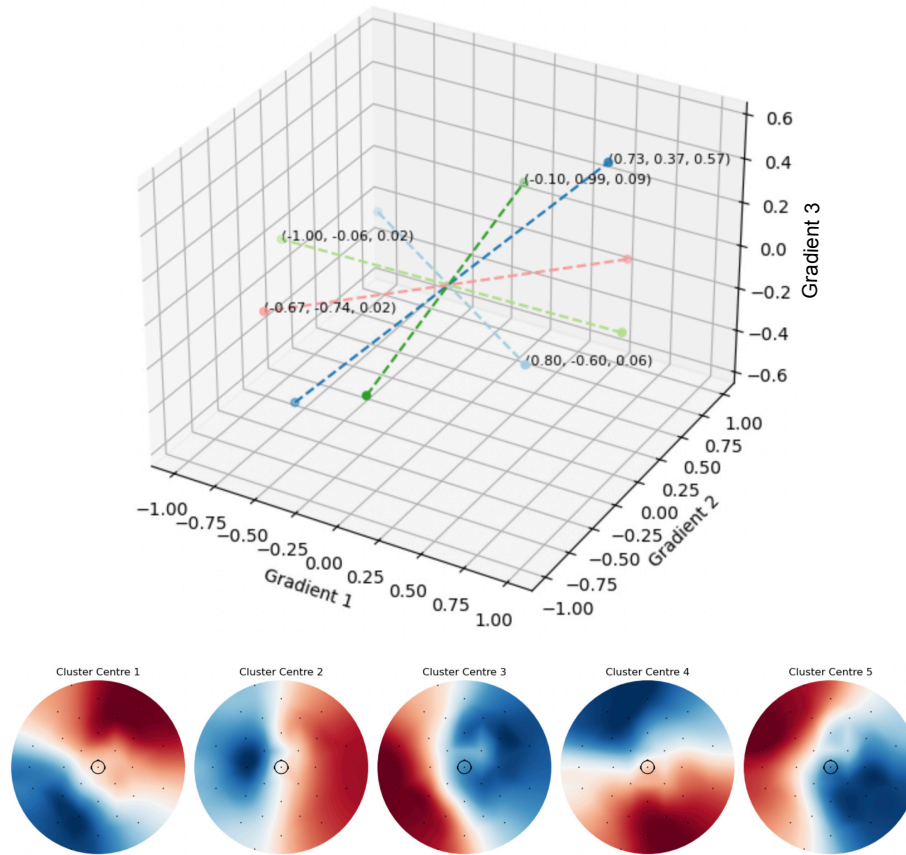 0.6
0.4
0.2
0.0
−0.2
−0.4
−0.6
Gradient 3
(0.73, 0.37, 0.57)
(-0.10, 0.99, 0.09)
(-1.00, -0.06, 0.02)
(-0.67, -0.74, 0.02)
(0.80, -0.60, 0.06)
1.00
0.75
0.50
0.25
0.00
−0.25
−0.50
−0.75
−1.00
Gradient 2
−1.00
−0.75
−0.50
−0.25
0.00
0.25
0.50
0.75
1.00
Gradient 1
Cluster Centre 1
Cluster Centre 2
Cluster Centre 3
Cluster Centre 4
Cluster Centre 5